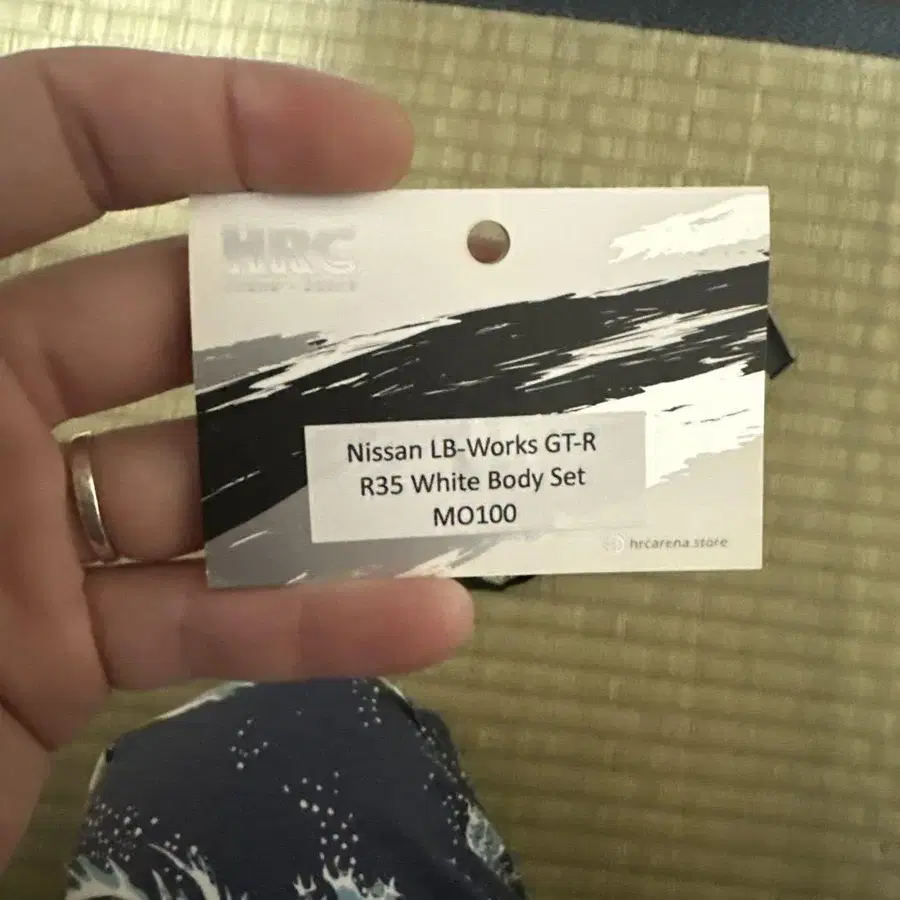 HRC
Nissan LB-Works GT-R
R35 White Body Set
MO100
hrcarena.store